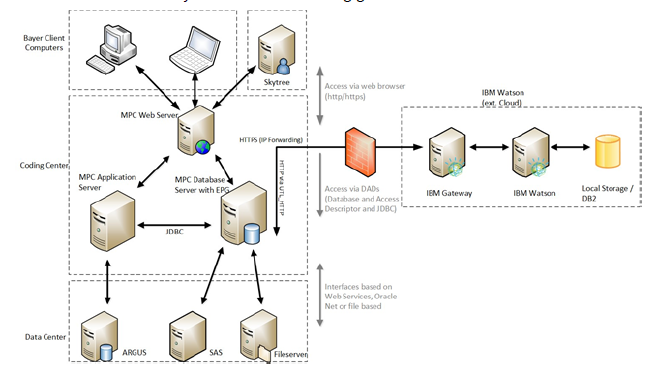 Bayer Client
Computers
Skytree
MPC Web Server
Access via web browser
(http/https)
IBM Watson
(ext. Cloud)
Coding Center
HTTPS (IP Forwarding)
HTTP via UTL_HTTP
MPC Application
Server
MPC Database
Server with EPG
JDBC
Access via DADs
(Database and Access
Descriptor and JDBC)
IBM Gateway
IBM Watson
Local Storage /
DB2
Interfaces based on
Web Services, Oracle
Net or file based
Data Center
ARGUS
SAS
Fileserver